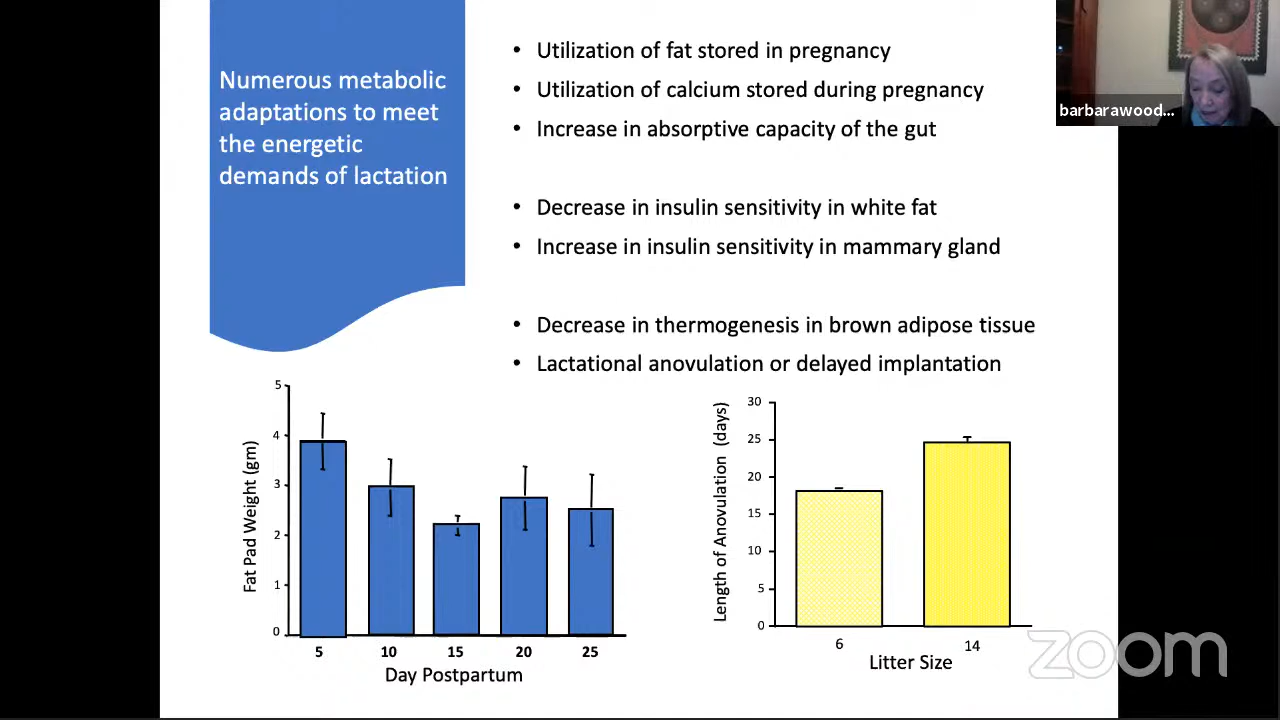 Numerous metabolic
adaptations to meet
the energetic
demands of lactation
• Utilization of fat stored in pregnancy
• Utilization of calcium stored during pregnancy
• Increase in absorptive capacity of the gut
• Decrease in insulin sensitivity in white fat
• Increase in insulin sensitivity in mammary gland
• Decrease in thermogenesis in brown adipose tissue
• Lactational anovulation or delayed implantation
barbarawood...
Fat Pad Weight (gm)
5
4
3
2
1
0
5 10 15 20 25
Day Postpartum
Length of Anovulation (days)
30
25
20
15
10
5
0
6 14
Litter Size
zoom